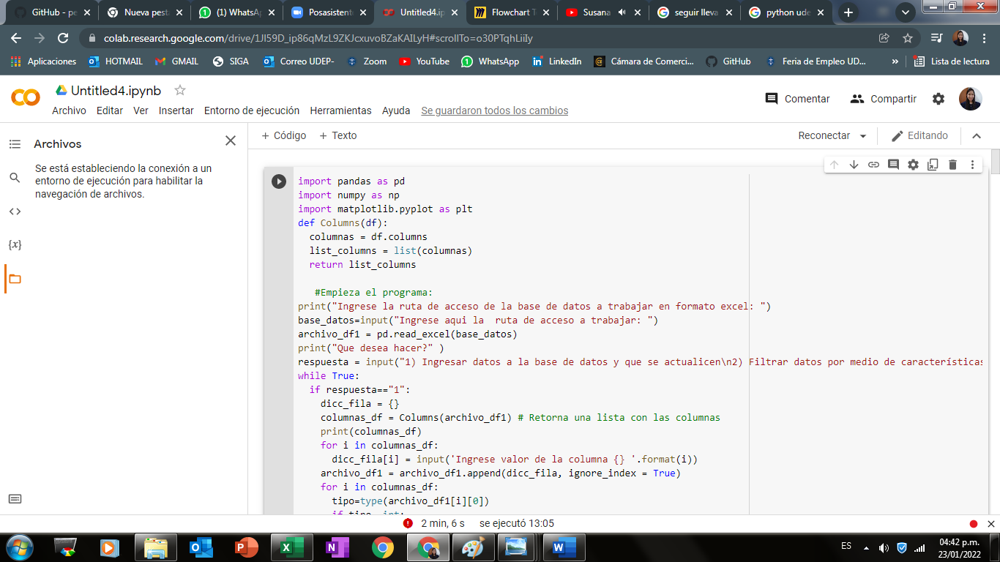 GitHub - pe
Nueva pest
(1) WhatsAp
Posasistent
Untitled4.ip
Flowchart T
Susana
seguir lleva
python ude
colab.research.google.com/drive/1Jl59D_ip86qMzL9ZKJcxuvoBZaKAILyH#scrollTo=o30PTqhLiiIy
Aplicaciones HOTMAIL GMAIL SIGA Correo UDEP- Zoom YouTube WhatsApp LinkedIn Cámara de Comerci... GitHub Feria de Empleo UD... » Lista de lectura
Untitled4.ipynb
Comentar Compartir
Archivo Editar Ver Insertar Entorno de ejecución Herramientas Ayuda Se guardaron todos los cambios
Archivos
+ Código + Texto
Reconectar Editando
Se está estableciendo la conexión a un
entorno de ejecución para habilitar la
navegación de archivos.
import pandas as pd
import numpy as np
import matplotlib.pyplot as plt
def Columns(df):
  columnas = df.columns
  list_columns = list(columnas)
  return list_columns
   #Empieza el programa:
print("Ingrese la ruta de acceso de la base de datos a trabajar en formato excel: ")
base_datos=input("Ingrese aqui la  ruta de acceso a trabajar: ")
archivo_df1 = pd.read_excel(base_datos)
print("Que desea hacer?" )
respuesta = input("1) Ingresar datos a la base de datos y que se actualicen\n2) Filtrar datos por medio de características
while True:
  if respuesta=="1":
    dicc_fila = {}
    columnas_df = Columns(archivo_df1) # Retorna una lista con las columnas
    print(columnas_df)
    for i in columnas_df:
      dicc_fila[i] = input('Ingrese valor de la columna {} '.format(i))
    archivo_df1 = archivo_df1.append(dicc_fila, ignore_index = True)
    for i in columnas_df:
      tipo=type(archivo_df1[i][0])
2 min, 6 s se ejecutó 13:05
ES
04:42 p.m.
23/01/2022